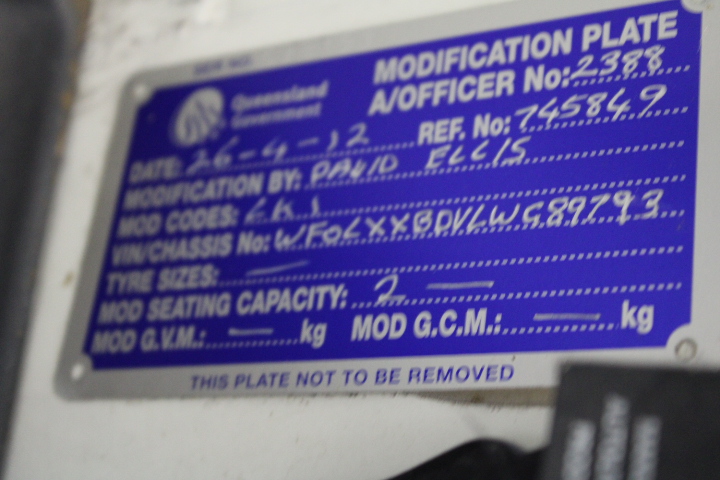 MODIFICATION PLATE
Queensland Government
A/OFFICER No: 2388
REF. No: 745849
DATE: 26-4-12
MODIFICATION BY: DAVID ELLIS
MOD CODES: LK1
VIN/CHASSIS No: WFOLXXBDVLWG89793
TYRE SIZES: —
MOD SEATING CAPACITY: 2 —
MOD G.V.M.: — kg MOD G.C.M.: — kg
THIS PLATE NOT TO BE REMOVED